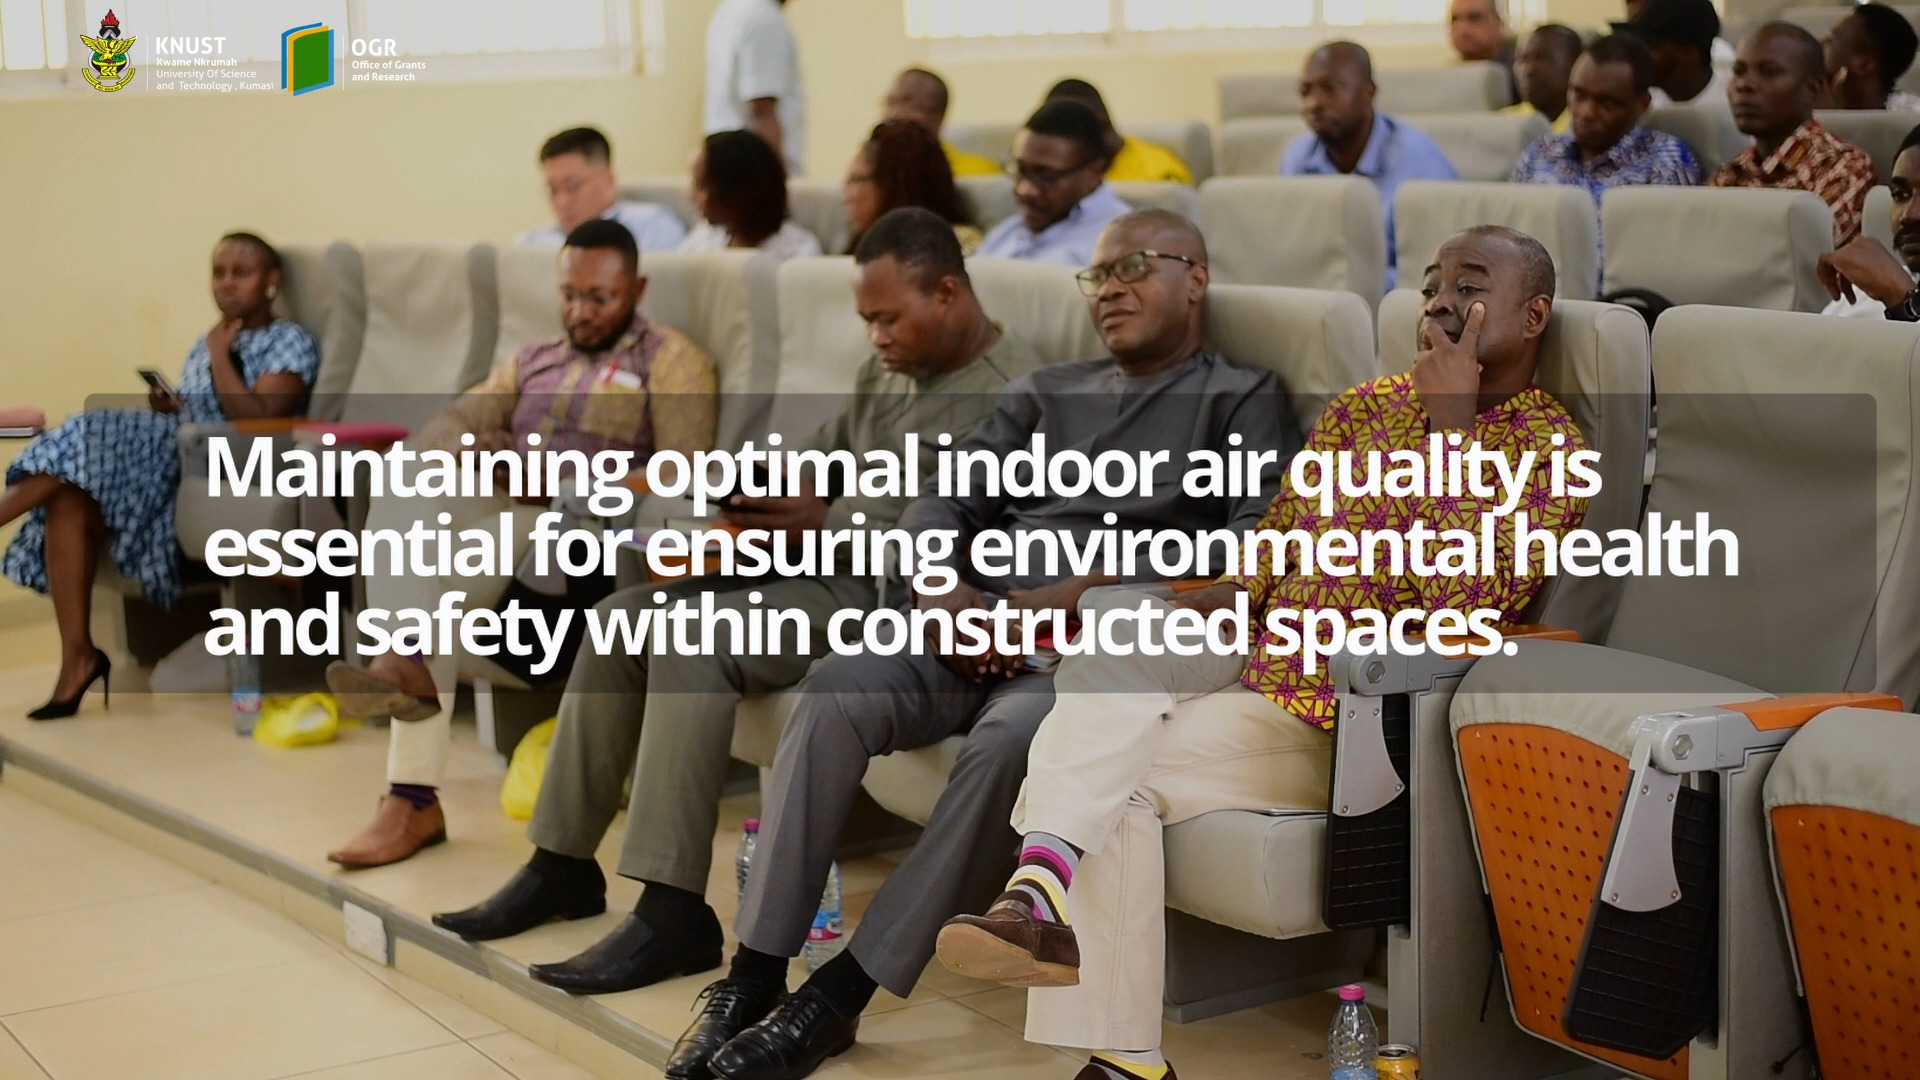 KNUST
Kwame Nkrumah
University Of Science
and Technology , Kumasi
OGR
Office of Grants
and Research
Maintaining optimal indoor air quality is
essential for ensuring environmental health
and safety within constructed spaces.